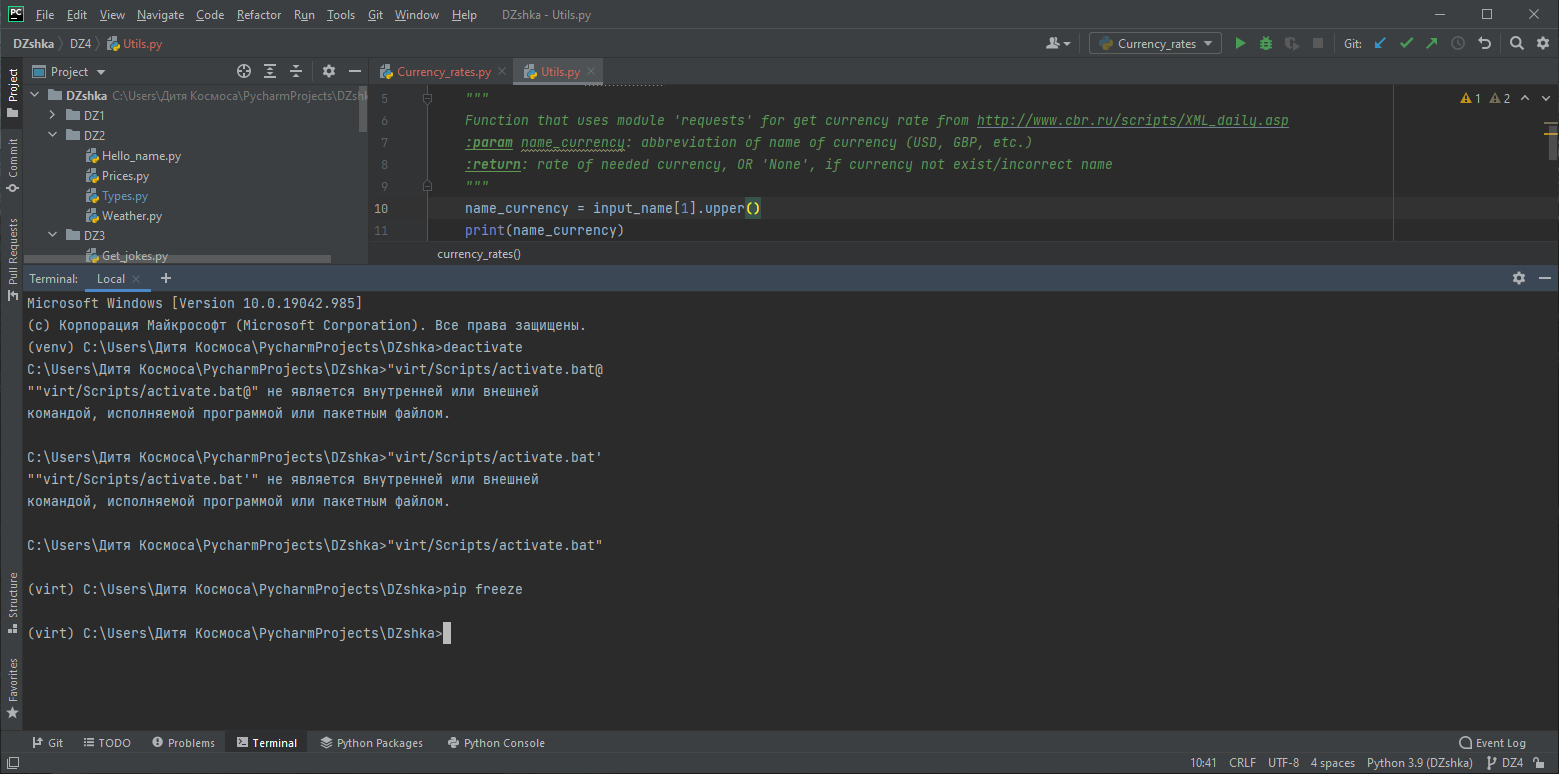 PC File Edit View Navigate Code Refactor Run Tools Git Window Help DZshka - Utils.py
DZshka DZ4 Utils.py Currency_rates Git:
Project
Project
Currency_rates.py Utils.py
DZshka C:\Users\Дитя Космоса\PycharmProjects\DZshk
DZ1
DZ2
Hello_name.py
Prices.py
Types.py
Weather.py
DZ3
Get_jokes.py
Commit
Pull Requests
5 """
6 Function that uses module 'requests' for get currency rate from http://www.cbr.ru/scripts/XML_daily.asp
7 :param name_currency: abbreviation of name of currency (USD, GBP, etc.)
8 :return: rate of needed currency, OR 'None', if currency not exist/incorrect name
9 """
10 name_currency = input_name[1].upper()
11 print(name_currency)
1 2
currency_rates()
Terminal: Local +
Microsoft Windows [Version 10.0.19042.985]
(c) Корпорация Майкрософт (Microsoft Corporation). Все права защищены.
(venv) C:\Users\Дитя Космоса\PycharmProjects\DZshka>deactivate
C:\Users\Дитя Космоса\PycharmProjects\DZshka>"virt/Scripts/activate.bat@
""virt/Scripts/activate.bat@" не является внутренней или внешней
командой, исполняемой программой или пакетным файлом.
C:\Users\Дитя Космоса\PycharmProjects\DZshka>"virt/Scripts/activate.bat'
""virt/Scripts/activate.bat'" не является внутренней или внешней
командой, исполняемой программой или пакетным файлом.
C:\Users\Дитя Космоса\PycharmProjects\DZshka>"virt/Scripts/activate.bat"
(virt) C:\Users\Дитя Космоса\PycharmProjects\DZshka>pip freeze
(virt) C:\Users\Дитя Космоса\PycharmProjects\DZshka>
Structure
Favorites
Git TODO Problems Terminal Python Packages Python Console Event Log
10:41 CRLF UTF-8 4 spaces Python 3.9 (DZshka) DZ4